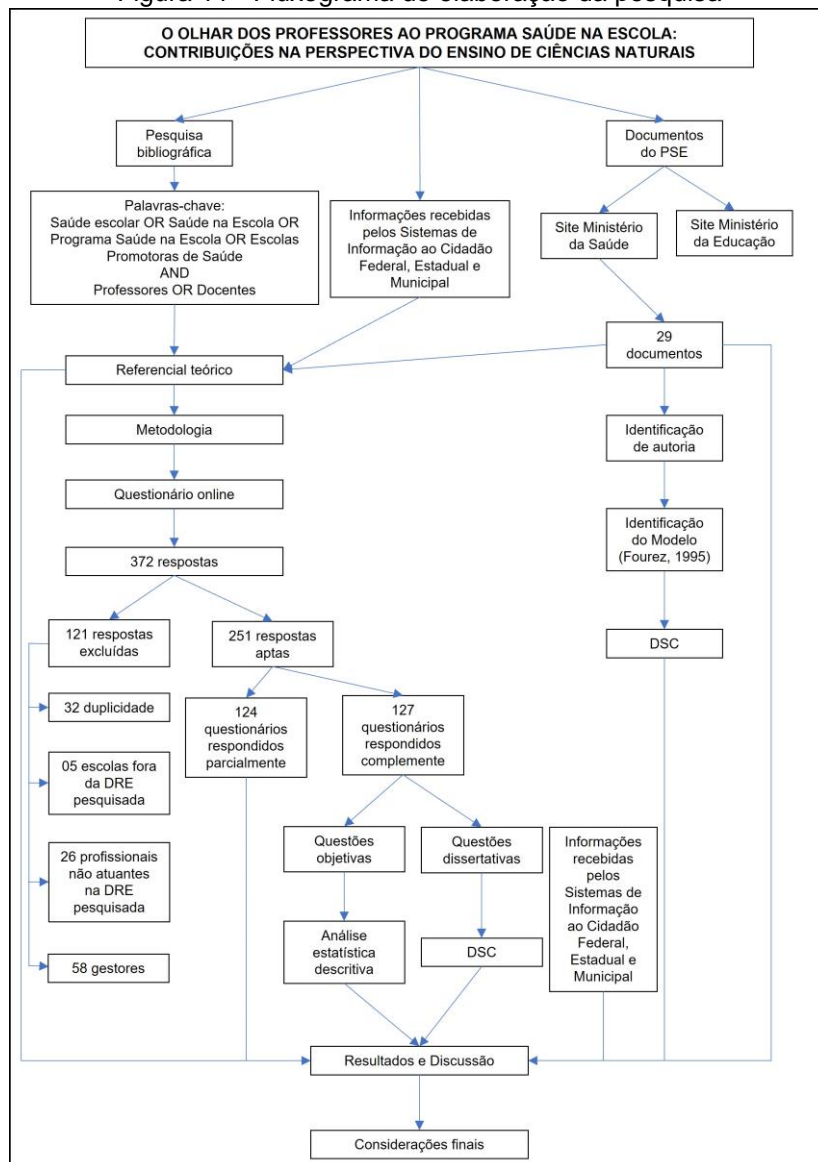 Figura 11 - Fluxograma de elaboração da pesquisa
O OLHAR DOS PROFESSORES AO PROGRAMA SAÚDE NA ESCOLA:
CONTRIBUIÇÕES NA PERSPECTIVA DO ENSINO DE CIÊNCIAS NATURAIS
Pesquisa
bibliográfica
Documentos
do PSE
Palavras-chave:
Saúde escolar OR Saúde na Escola OR
Programa Saúde na Escola OR Escolas
Promotoras de Saúde
AND
Professores OR Docentes
Informações recebidas
pelos Sistemas de
Informação ao Cidadão
Federal, Estadual e
Municipal
Site Ministério
da Saúde
Site Ministério
da Educação
29
documentos
Referencial teórico
Metodologia
Identificação
de autoria
Questionário online
Identificação
do Modelo
(Fourez, 1995)
372 respostas
121 respostas
excluídas
251 respostas
aptas
DSC
32 duplicidade
124
questionários
respondidos
parcialmente
127
questionários
respondidos
complemente
05 escolas fora
da DRE
pesquisada
26 profissionais
não atuantes
na DRE
pesquisada
58 gestores
Questões
objetivas
Questões
dissertativas
Informações
recebidas
pelos
Sistemas de
Informação
ao Cidadão
Federal,
Estadual e
Municipal
Análise
estatística
descritiva
DSC
Resultados e Discussão
Considerações finais